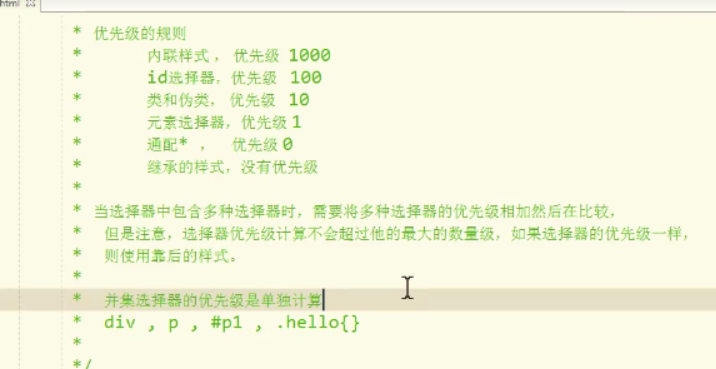 html
* 优先级的规则
* 内联样式 ， 优先级 1000
* id选择器，优先级 100
* 类和伪类， 优先级 10
* 元素选择器，优先级 1
* 通配* ， 优先级 0
* 继承的样式，没有优先级
*
* 当选择器中包含多种选择器时，需要将多种选择器的优先级相加然后在比较，
* 但是注意，选择器优先级计算不会超过他的最大的数量级，如果选择器的优先级一样，
* 则使用靠后的样式。
*
* 并集选择器的优先级是单独计算
* div , p , #p1 , .hello{}
*
*/